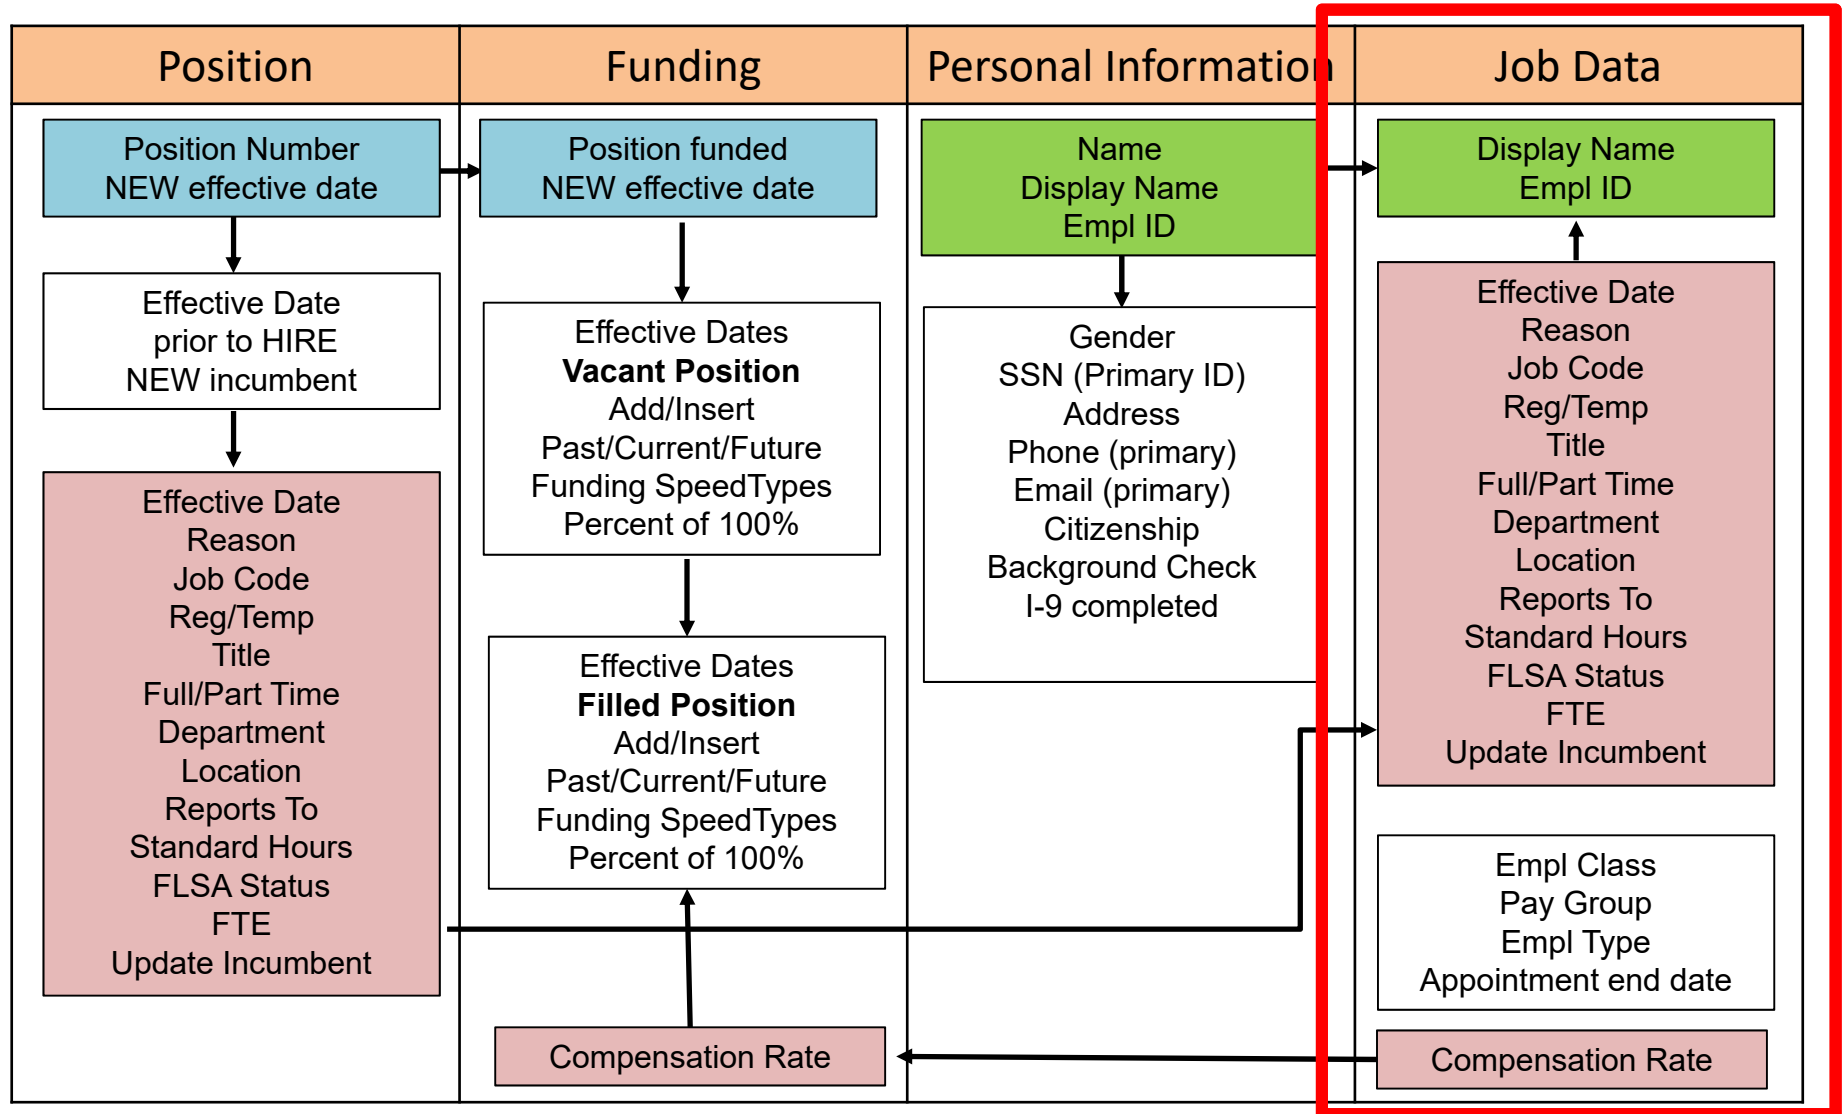 Position
Funding
Personal Information
Job Data
Position Number
NEW effective date
Effective Date
prior to HIRE
NEW incumbent
Effective Date
Reason
Job Code
Reg/Temp
Title
Full/Part Time
Department
Location
Reports To
Standard Hours
FLSA Status
FTE
Update Incumbent
Position funded
NEW effective date
Effective Dates
Vacant Position
Add/Insert
Past/Current/Future
Funding SpeedTypes
Percent of 100%
Effective Dates
Filled Position
Add/Insert
Past/Current/Future
Funding SpeedTypes
Percent of 100%
Compensation Rate
Name
Display Name
Empl ID
Gender
SSN (Primary ID)
Address
Phone (primary)
Email (primary)
Citizenship
Background Check
I-9 completed
Display Name
Empl ID
Effective Date
Reason
Job Code
Reg/Temp
Title
Full/Part Time
Department
Location
Reports To
Standard Hours
FLSA Status
FTE
Update Incumbent
Empl Class
Pay Group
Empl Type
Appointment end date
Compensation Rate